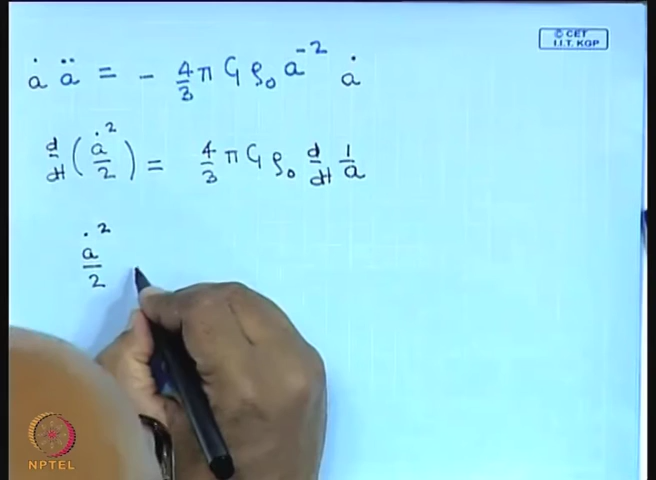 © CET
I.I.T. KGP
ȧ ä = - 4/3 π G ρ₀ a⁻² ȧ
d/dt (ȧ²/2) = 4/3 π G ρ₀ d/dt 1/a
ȧ²/2
NPTEL